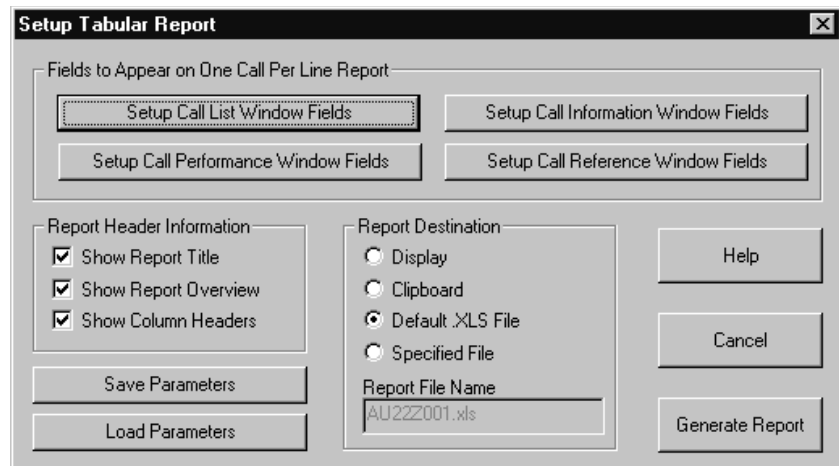 Setup Tabular Report
Fields to Appear on One Call Per Line Report
Setup Call List Window Fields
Setup Call Information Window Fields
Setup Call Performance Window Fields
Setup Call Reference Window Fields
Report Header Information
Show Report Title
Show Report Overview
Show Column Headers
Save Parameters
Load Parameters
Report Destination
Display
Clipboard
Default .XLS File
Specified File
Report File Name
AU22Z001.xls
Help
Cancel
Generate Report